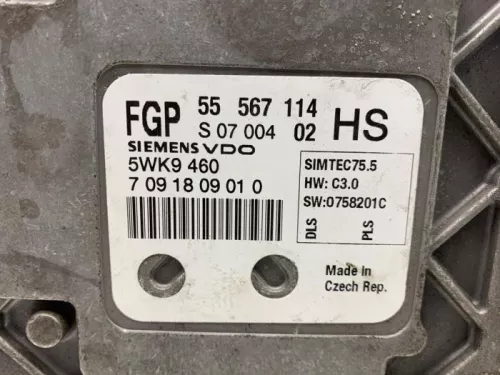 FGP 55 567 114 HS
S 07 004 02
SIEMENS VDO
5WK9 460
7 09 18 09 01 0
SIMTEC75.5
HW: C3.0
SW:0758201C
DLS
PLS
Made in
Czech Rep.